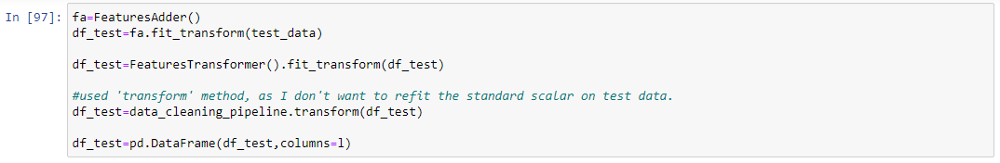 In [97]: fa=FeaturesAdder()
df_test=fa.fit_transform(test_data)
df_test=FeaturesTransformer().fit_transform(df_test)
#used 'transform' method, as I don't want to refit the standard scalar on test data.
df_test=data_cleaning_pipeline.transform(df_test)
df_test=pd.DataFrame(df_test,columns=l)